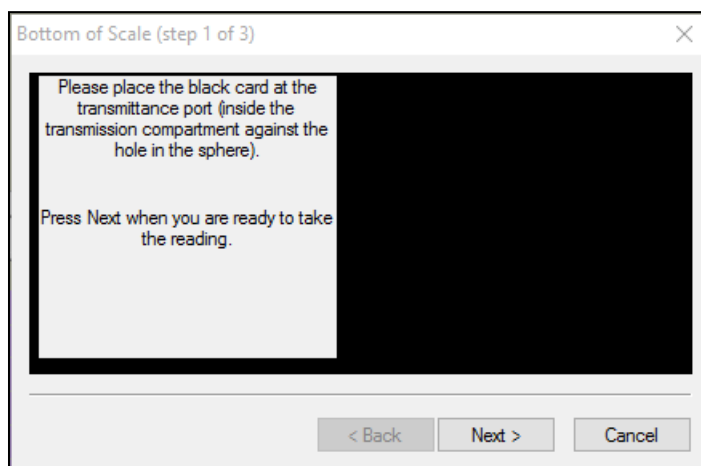 Bottom of Scale (step 1 of 3)
Please place the black card at the
transmittance port (inside the
transmission compartment against the
hole in the sphere).
Press Next when you are ready to take
the reading.
< Back
Next >
Cancel